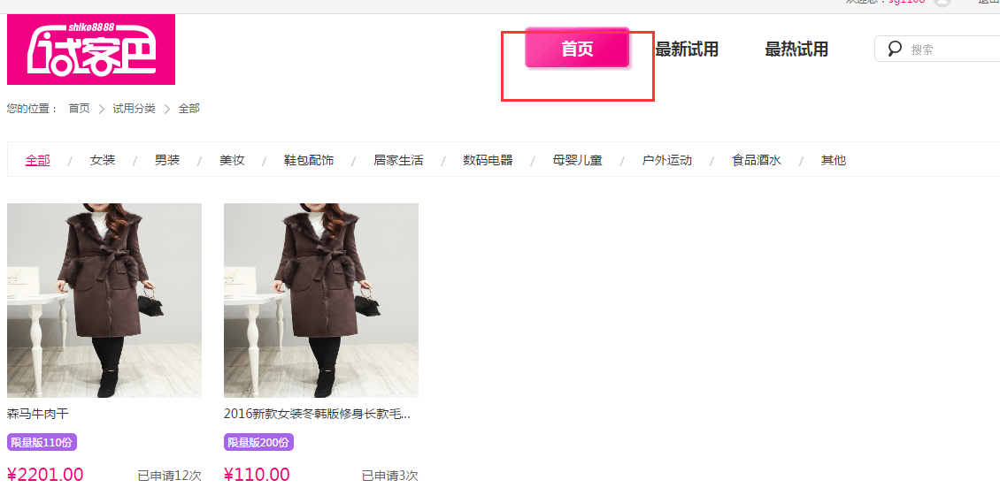 欢迎您：sg1108 退出
shike8888
试客巴
首页 最新试用 最热试用 搜索
您的位置： 首页 > 试用分类 > 全部
全部 / 女装 / 男装 / 美妆 / 鞋包配饰 / 居家生活 / 数码电器 / 母婴儿童 / 户外运动 / 食品酒水 / 其他
森马牛肉干
限量版110份
¥2201.00 已申请12次
2016新款女装冬韩版修身长款毛...
限量版200份
¥110.00 已申请3次